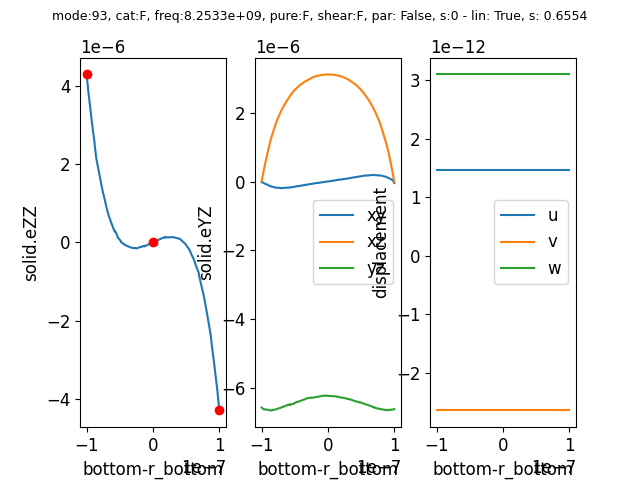 mode:93, cat:F, freq:8.2533e+09, pure:F, shear:F, par: False, s:0 - lin: True, s: 0.6554
1e−6
4
2
0
−2
−4
solid.eZZ
−1
0
1
1e−7
bottom-r_bottom
1e−6
2
0
−2
−4
−6
solid.eYZ
xy
xz
yz
−1
0
1
1e−7
bottom-r_bottom
1e−12
3
2
1
0
−1
−2
displacement
u
v
w
−1
0
1
1e−7
bottom-r_bottom